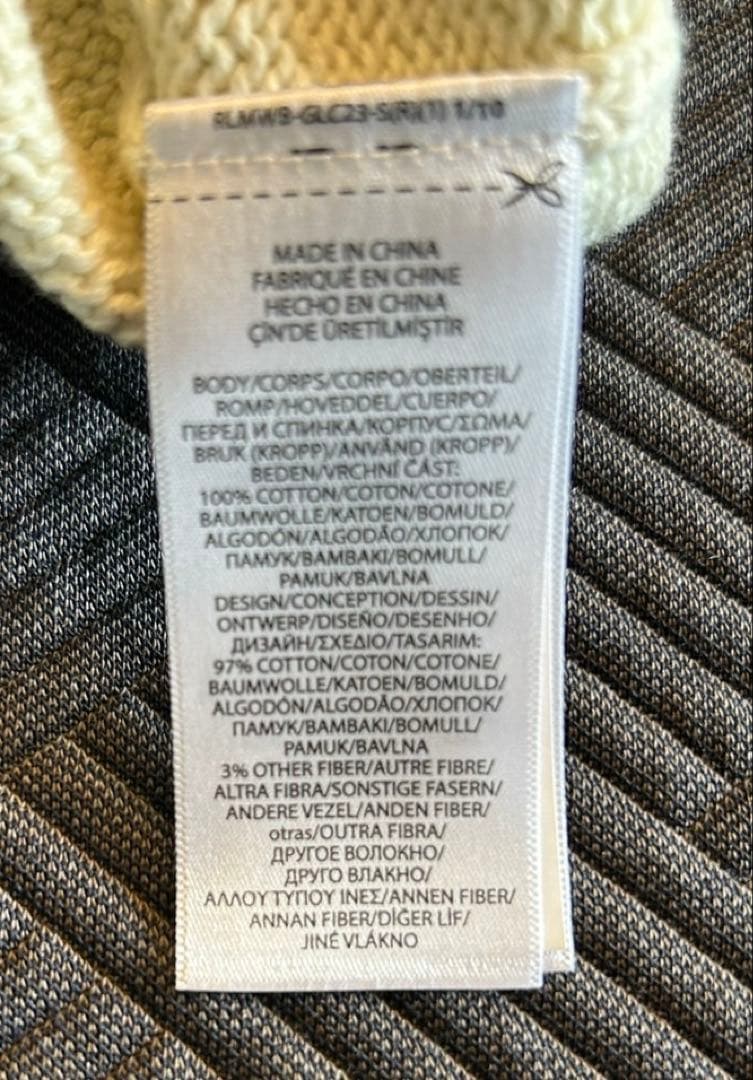 RLMWB-GLC23-S(R)(1) 1/10
MADE IN CHINA
FABRIQUÉ EN CHINE
HECHO EN CHINA
ÇİN'DE ÜRETİLMİŞTİR
BODY/CORPS/CORPO/OBERTEIL/
ROMP/HOVEDDEL/CUERPO/
ПЕРЕД И СПИНКА/КОРПУС/ΣΩΜΑ/
BRUK (KROPP)/ANVÄND (KROPP)/
BEDEN/VRCHNÍ ČÁST:
100% COTTON/COTON/COTONE/
BAUMWOLLE/KATOEN/BOMULD/
ALGODÓN/ALGODÃO/ХЛОПОК/
ПАМУК/ΒΑΜΒΑΚΙ/BOMULL/
PAMUK/BAVLNA
DESIGN/CONCEPTION/DESSIN/
ONTWERP/DISEÑO/DESENHO/
ДИЗАЙН/ΣΧΕΔΙΟ/TASARIM:
97% COTTON/COTON/COTONE/
BAUMWOLLE/KATOEN/BOMULD/
ALGODÓN/ALGODÃO/ХЛОПОК/
ПАМУК/ΒΑΜΒΑΚΙ/BOMULL/
PAMUK/BAVLNA
3% OTHER FIBER/AUTRE FIBRE/
ALTRA FIBRA/SONSTIGE FASERN/
ANDERE VEZEL/ANDEN FIBER/
otras/OUTRA FIBRA/
ДРУГОЕ ВОЛОКНО/
ДРУГО ВЛАКНО/
ΑΛΛΟΥ ΤΥΠΟΥ ΙΝΕΣ/ANNEN FIBER/
ANNAN FIBER/DİĞER LİF/
JINÉ VLÁKNO